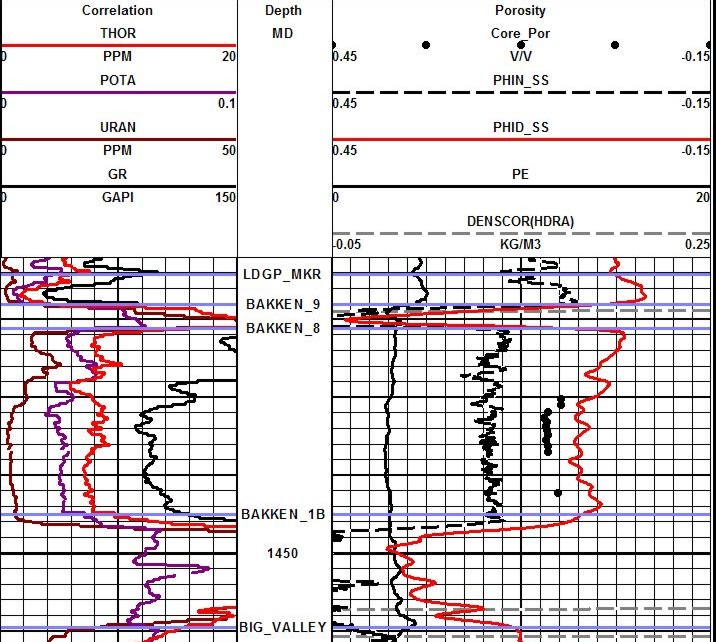 Correlation Depth Porosity
THOR MD Core_Por
0 PPM 20 0.45 V/V -0.15
POTA PHIN_SS
0 0.1 0.45 -0.15
URAN PHID_SS
0 PPM 50 0.45 -0.15
GR PE
0 GAPI 150 0 20
DENSCOR(HDRA)
-0.05 KG/M3 0.25
LDGP_MKR
BAKKEN_9
BAKKEN_8
BAKKEN_1B
1450
BIG_VALLEY